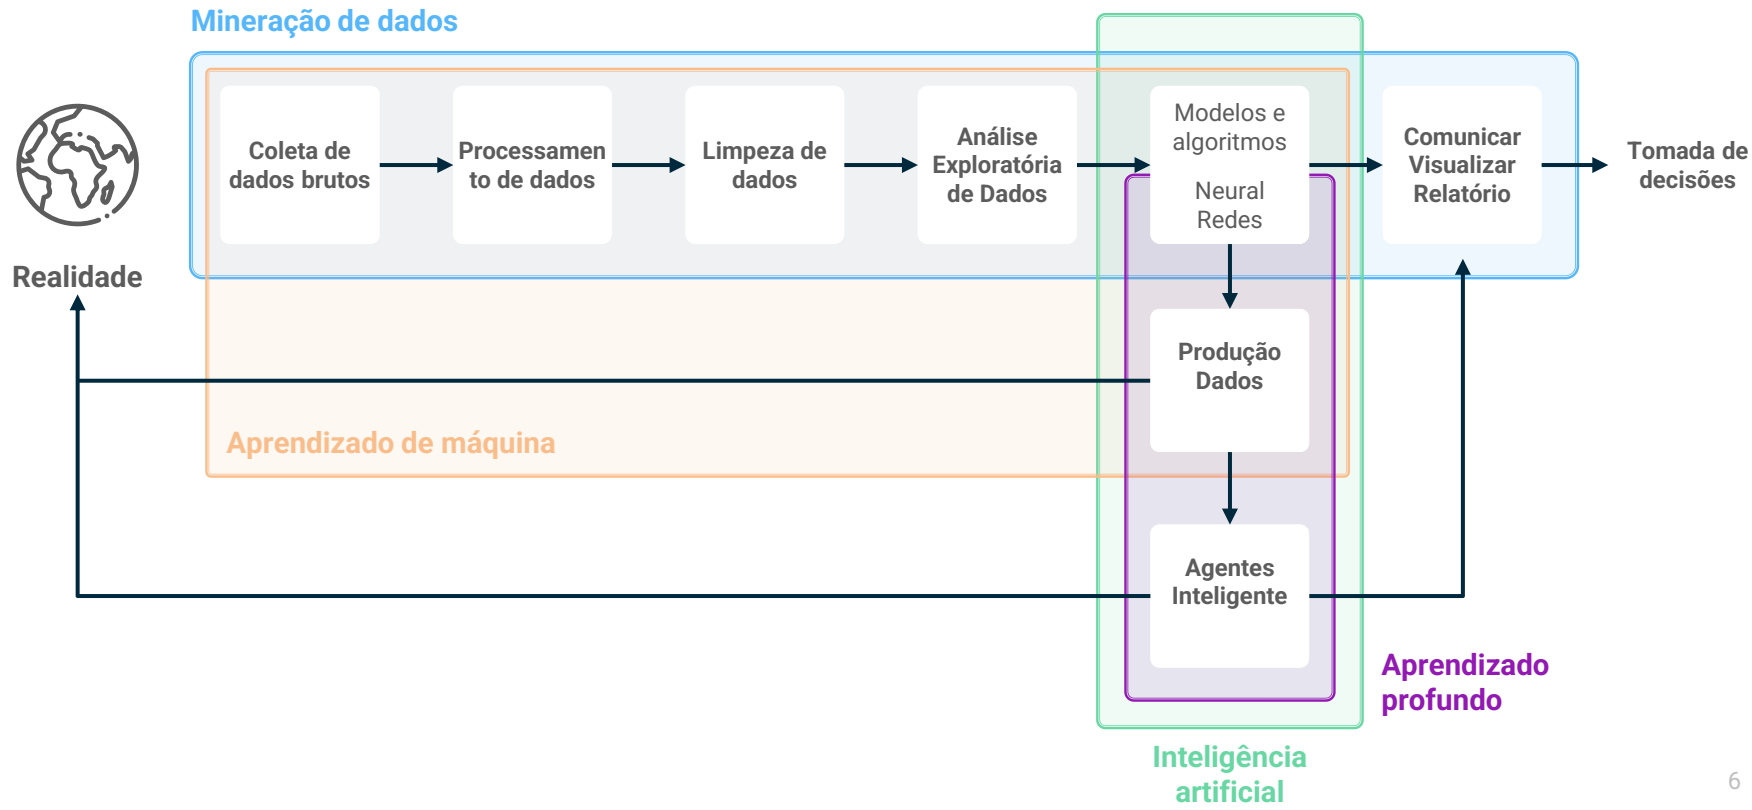 Mineração de dados
Realidade
Coleta de
dados brutos
Processamen
to de dados
Limpeza de
dados
Análise
Exploratória
de Dados
Modelos e
algoritmos
Neural
Redes
Comunicar
Visualizar
Relatório
Tomada de
decisões
Produção
Dados
Aprendizado de máquina
Agentes
Inteligente
Aprendizado
profundo
Inteligência
artificial
6